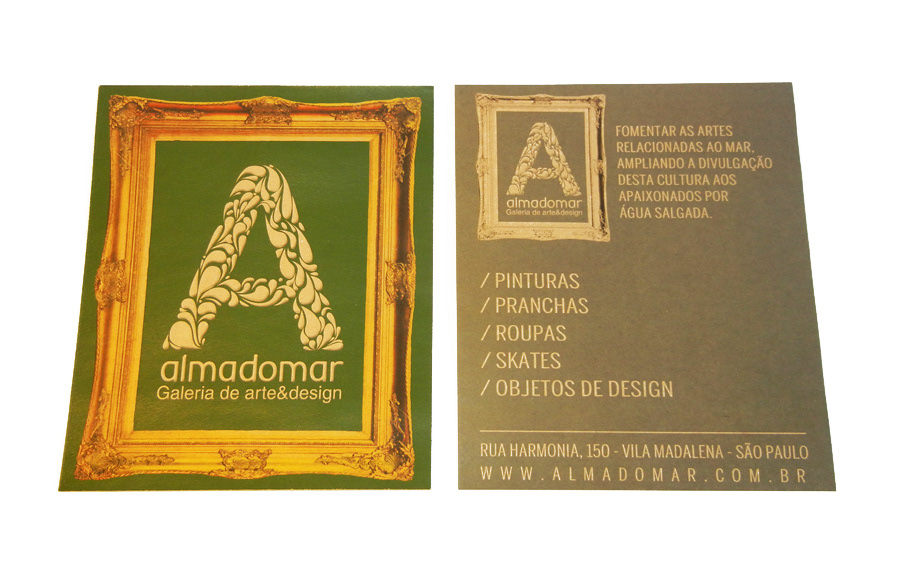 A
almadomar
Galeria de arte&design
A
almadomar
Galeria de arte&design
FOMENTAR AS ARTES
RELACIONADAS AO MAR,
AMPLIANDO A DIVULGAÇÃO
DESTA CULTURA AOS
APAIXONADOS POR
ÁGUA SALGADA.
/ PINTURAS
/ PRANCHAS
/ ROUPAS
/ SKATES
/ OBJETOS DE DESIGN
RUA HARMONIA, 150 - VILA MADALENA - SÃO PAULO
WWW.ALMADOMAR.COM.BR